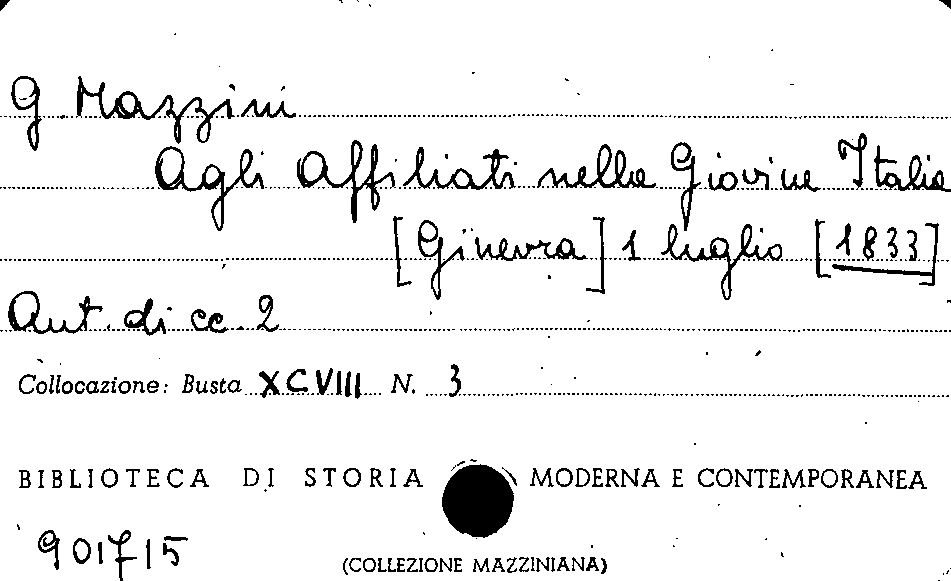 G. Mazzini
Agli Affiliati nella Giovine Italia
[Ginevra] 1 luglio [1833]
Aut. di cc. 2
Collocazione: Busta XCVIII N. 3
BIBLIOTECA DI STORIA MODERNA E CONTEMPORANEA
901715
(COLLEZIONE MAZZINIANA)